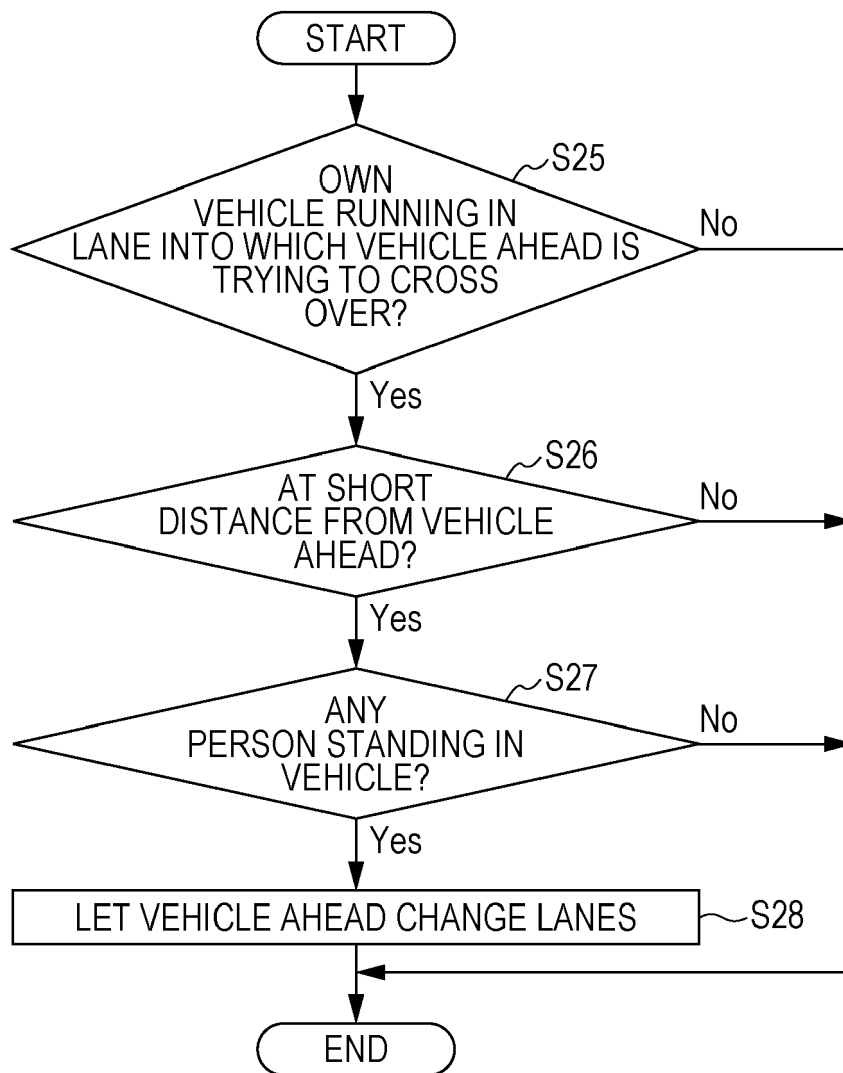 START
S25
OWN
VEHICLE RUNNING IN
LANE INTO WHICH VEHICLE AHEAD IS
TRYING TO CROSS
OVER?
No
Yes
S26
AT SHORT
DISTANCE FROM VEHICLE
AHEAD?
No
Yes
S27
ANY
PERSON STANDING IN
VEHICLE?
No
Yes
LET VEHICLE AHEAD CHANGE LANES
S28
END